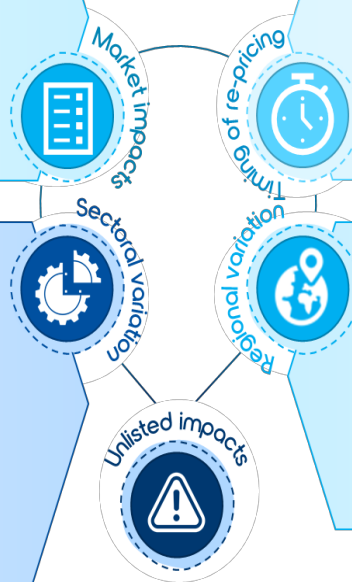 Market impacts
Timing of re-pricing
Sectoral variation
Regional variation
Unlisted impacts